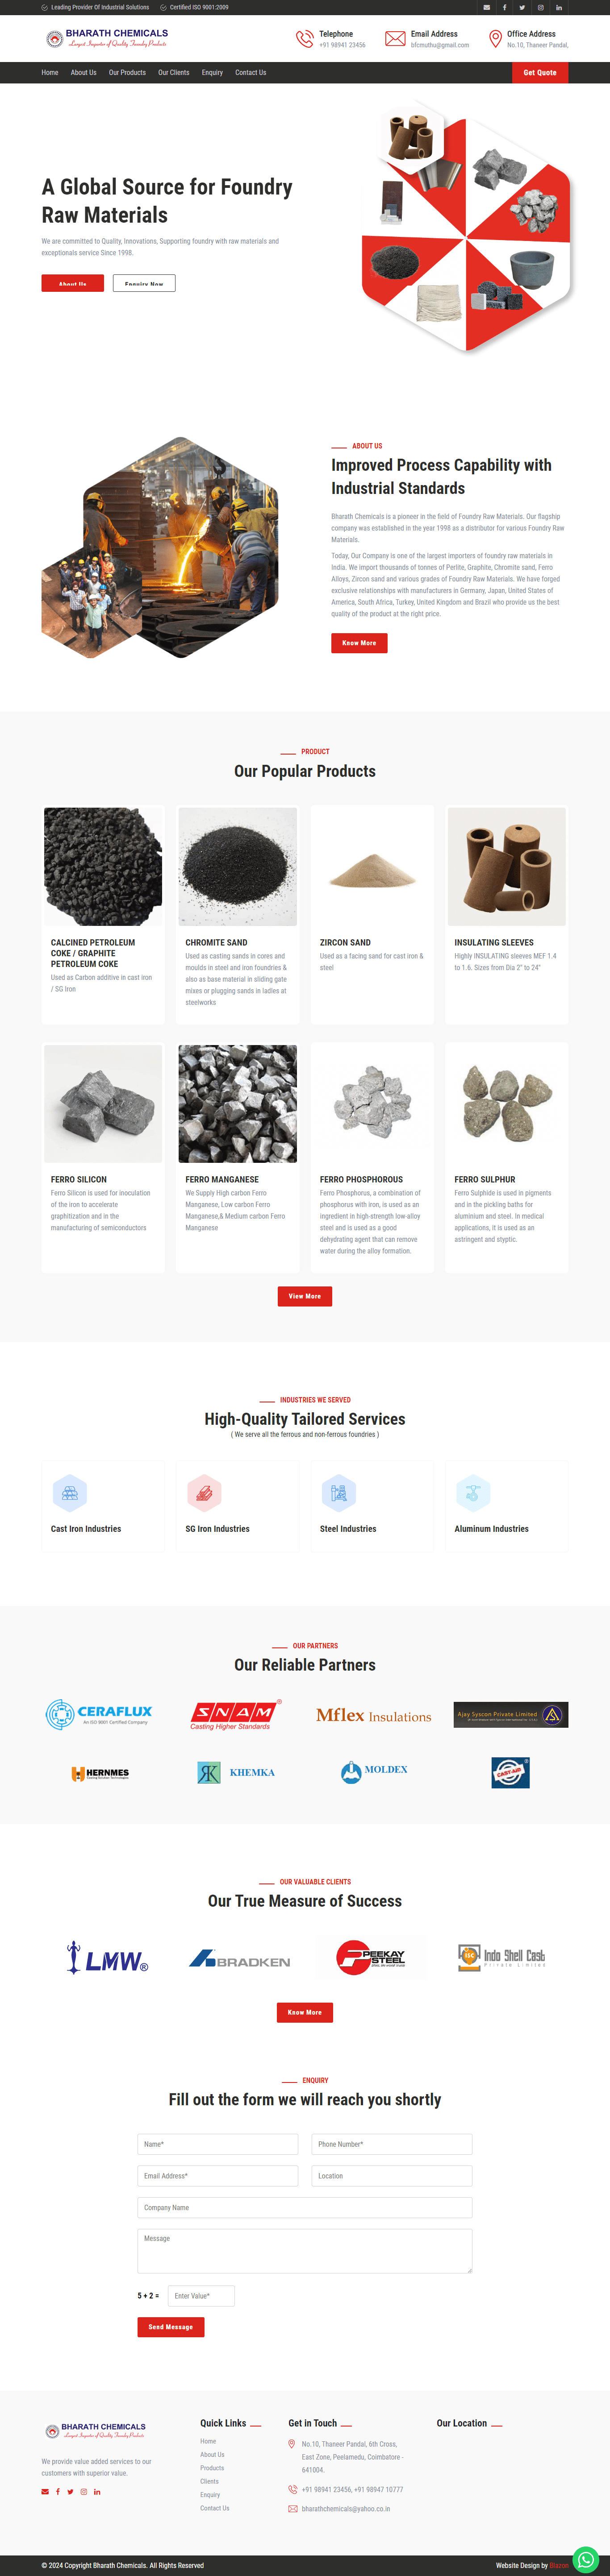 Leading Provider Of Industrial Solutions
Certified ISO 9001:2009
BHARATH CHEMICALS
Largest Importer of Quality Foundry Products
Telephone
+91 98941 23456
Email Address
bfcmuthu@gmail.com
Office Address
No.10, Thaneer Pandal,
Home
About Us
Our Products
Our Clients
Enquiry
Contact Us
Get Quote
A Global Source for Foundry
Raw Materials
We are committed to Quality, Innovations, Supporting foundry with raw materials and
exceptionals service Since 1998.
About Us
Enquiry Now
ABOUT US
Improved Process Capability with
Industrial Standards
Bharath Chemicals is a pioneer in the field of Foundry Raw Materials. Our flagship
company was established in the year 1998 as a distributor for various Foundry Raw
Materials.
Today, Our Company is one of the largest importers of foundry raw materials in
India. We import thousands of tonnes of Perlite, Graphite, Chromite sand, Ferro
Alloys, Zircon sand and various grades of Foundry Raw Materials. We have forged
exclusive relationships with manufacturers in Germany, Japan, United States of
America, South Africa, Turkey, United Kingdom and Brazil who provide us the best
quality of the product at the right price.
Know More
PRODUCT
Our Popular Products
CALCINED PETROLEUM
COKE / GRAPHITE
PETROLEUM COKE
Used as Carbon additive in cast iron
/ SG Iron
CHROMITE SAND
Used as casting sands in cores and
moulds in steel and iron foundries &
also as base material in sliding gate
mixes or plugging sands in ladles at
steelworks
ZIRCON SAND
Used as a facing sand for cast iron &
steel
INSULATING SLEEVES
Highly INSULATING sleeves MEF 1.4
to 1.6. Sizes from Dia 2" to 24"
FERRO SILICON
Ferro Silicon is used for inoculation
of the iron to accelerate
graphitization and in the
manufacturing of semiconductors
FERRO MANGANESE
We Supply High carbon Ferro
Manganese, Low carbon Ferro
Manganese,& Medium carbon Ferro
Manganese
FERRO PHOSPHOROUS
Ferro Phosphorus, a combination of
phosphorus with iron, is used as an
ingredient in high-strength low-alloy
steel and is used as a good
dehydrating agent that can remove
water during the alloy formation.
FERRO SULPHUR
Ferro Sulphide is used in pigments
and in the pickling baths for
aluminium and steel. In medical
applications, it is used as an
astringent and styptic.
View More
INDUSTRIES WE SERVED
High-Quality Tailored Services
( We serve all the ferrous and non-ferrous foundries )
Cast Iron Industries
SG Iron Industries
Steel Industries
Aluminum Industries
OUR PARTNERS
Our Reliable Partners
CERAFLUX
An ISO 9001 Certified Company
SNAM
Casting Higher Standards
Mflex Insulations
Ajay Syscon Private Limited
HERNMES
KHEMKA
MOLDEX
CAST-AID
OUR VALUABLE CLIENTS
Our True Measure of Success
LMW®
BRADKEN
PEEKAY
STEEL
Indo Shell Cast
Private Limited
Know More
ENQUIRY
Fill out the form we will reach you shortly
Name*
Phone Number*
Email Address*
Location
Company Name
Message
5 + 2 =
Enter Value*
Send Message
BHARATH CHEMICALS
Largest Importer of Quality Foundry Products
We provide value added services to our
customers with superior value.
Quick Links
Home
About Us
Products
Clients
Enquiry
Contact Us
Get in Touch
No.10, Thaneer Pandal, 6th Cross,
East Zone, Peelamedu, Coimbatore -
641004.
+91 98941 23456, +91 98947 10777
bharathchemicals@yahoo.co.in
Our Location
© 2024 Copyright Bharath Chemicals. All Rights Reserved
Website Design by Blazon